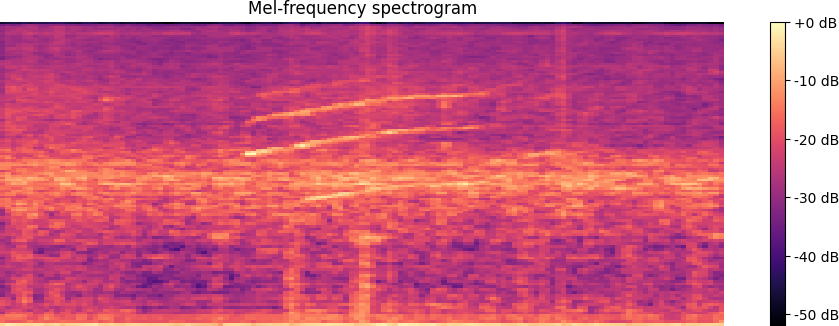 Mel-frequency spectrogram
+0 dB
-10 dB
-20 dB
-30 dB
-40 dB
-50 dB